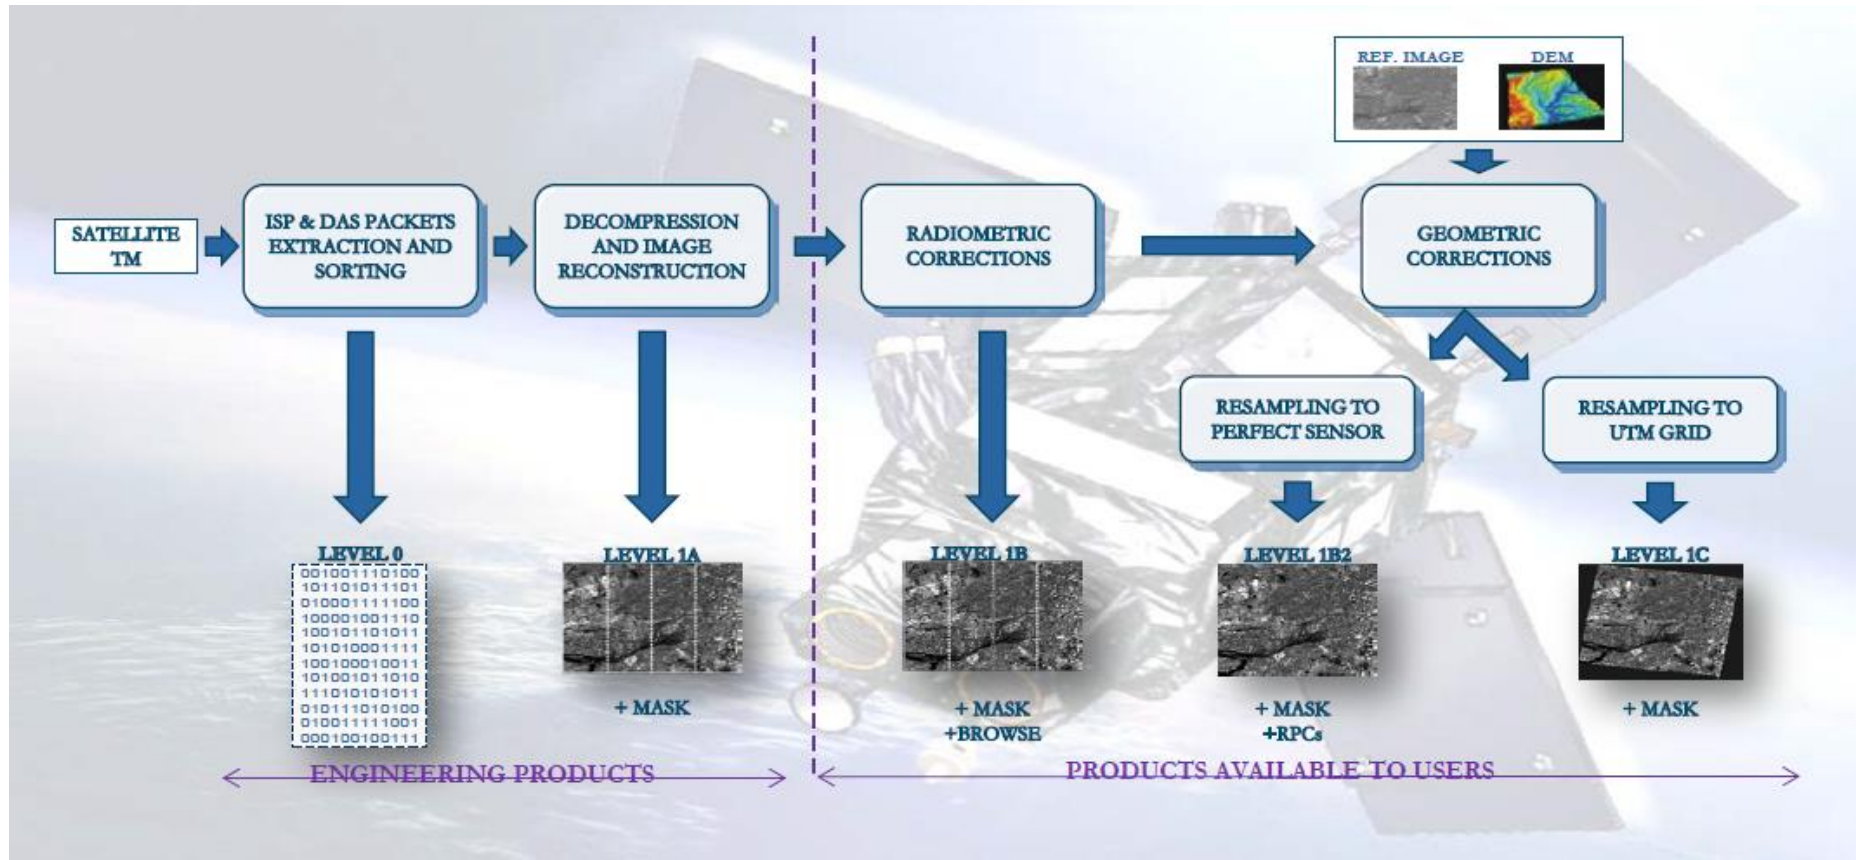 REF. IMAGE
DEM
SATELLITE
TM
ISP & DAS PACKETS
EXTRACTION AND
SORTING
DECOMPRESSION
AND IMAGE
RECONSTRUCTION
RADIOMETRIC
CORRECTIONS
GEOMETRIC
CORRECTIONS
RESAMPLING TO
PERFECT SENSOR
RESAMPLING TO
UTM GRID
LEVEL 0
001001110100
101101011101
010001111100
100001001110
100101101011
101010001111
100100010011
101001011010
111010101011
010111010100
010011111001
000100100111
LEVEL 1A
+ MASK
LEVEL 1B
+ MASK
+BROWSE
LEVEL 1B2
+ MASK
+RPCs
LEVEL 1C
+ MASK
ENGINEERING PRODUCTS
PRODUCTS AVAILABLE TO USERS